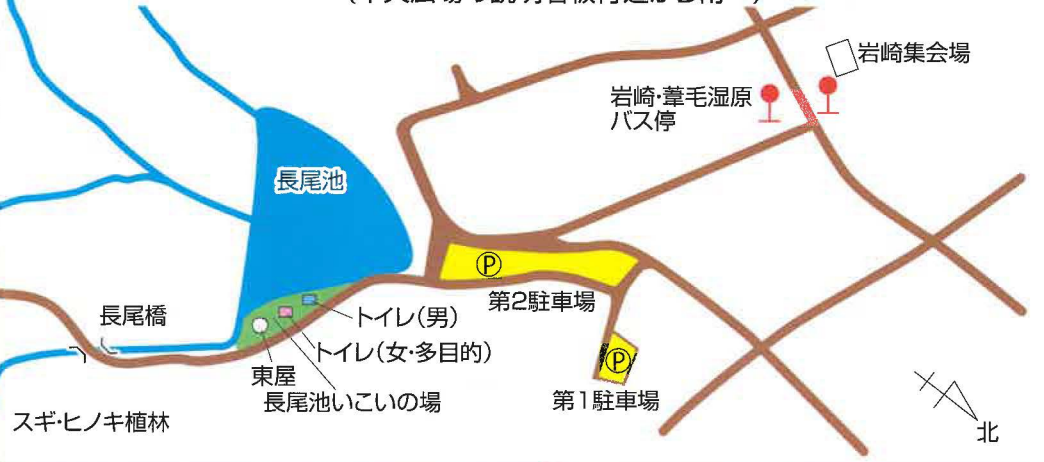 岩崎集会場
岩崎・葦毛湿原
バス停
長尾池
Ⓟ
第2駐車場
長尾橋
トイレ(男)
トイレ(女・多目的)
Ⓟ
東屋
長尾池いこいの場
第1駐車場
スギ・ヒノキ植林
北